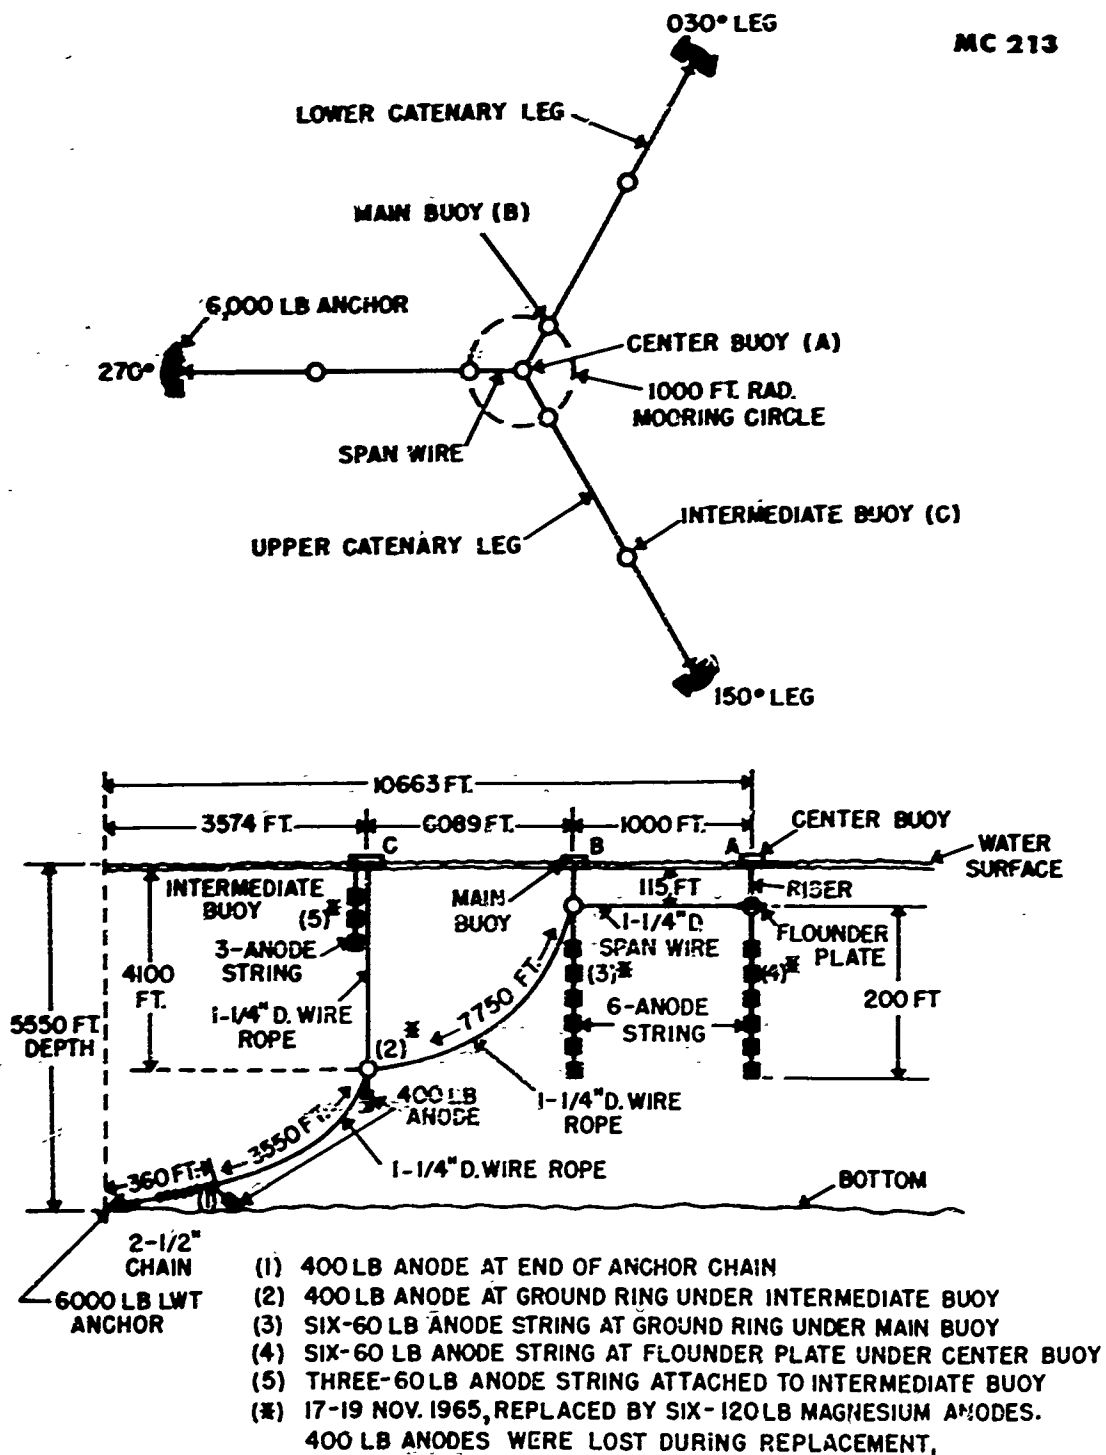 030° LEG
MC 213
LOWER CATENARY LEG
MAIN BUOY (B)
6,000 LB ANCHOR
CENTER BUOY (A)
270°
1000 FT. RAD.
MOORING CIRCLE
SPAN WIRE
INTERMEDIATE BUOY (C)
UPPER CATENARY LEG
150° LEG
10663 FT.
3574 FT.
6089 FT.
1000 FT.
CENTER BUOY
C
B
A
WATER
SURFACE
INTERMEDIATE
BUOY
(5)*
MAIN
BUOY
115 FT
RISER
1-1/4" D.
SPAN WIRE
FLOUNDER
PLATE
3-ANODE
STRING
4100
FT.
(3)*
(4)*
200 FT
5550 FT.
DEPTH
1-1/4" D. WIRE
ROPE
7750 FT.
6-ANODE
STRING
(2)*
400 LB
ANODE
1-1/4" D. WIRE
ROPE
3550 FT.
360 FT.
1-1/4" D. WIRE ROPE
(1)
BOTTOM
2-1/2"
CHAIN
6000 LB LWT
ANCHOR
(1) 400 LB ANODE AT END OF ANCHOR CHAIN
(2) 400 LB ANODE AT GROUND RING UNDER INTERMEDIATE BUOY
(3) SIX-60 LB ANODE STRING AT GROUND RING UNDER MAIN BUOY
(4) SIX-60 LB ANODE STRING AT FLOUNDER PLATE UNDER CENTER BUOY
(5) THREE-60 LB ANODE STRING ATTACHED TO INTERMEDIATE BUOY
(*) 17-19 NOV. 1965, REPLACED BY SIX-120 LB MAGNESIUM ANODES.
400 LB ANODES WERE LOST DURING REPLACEMENT.